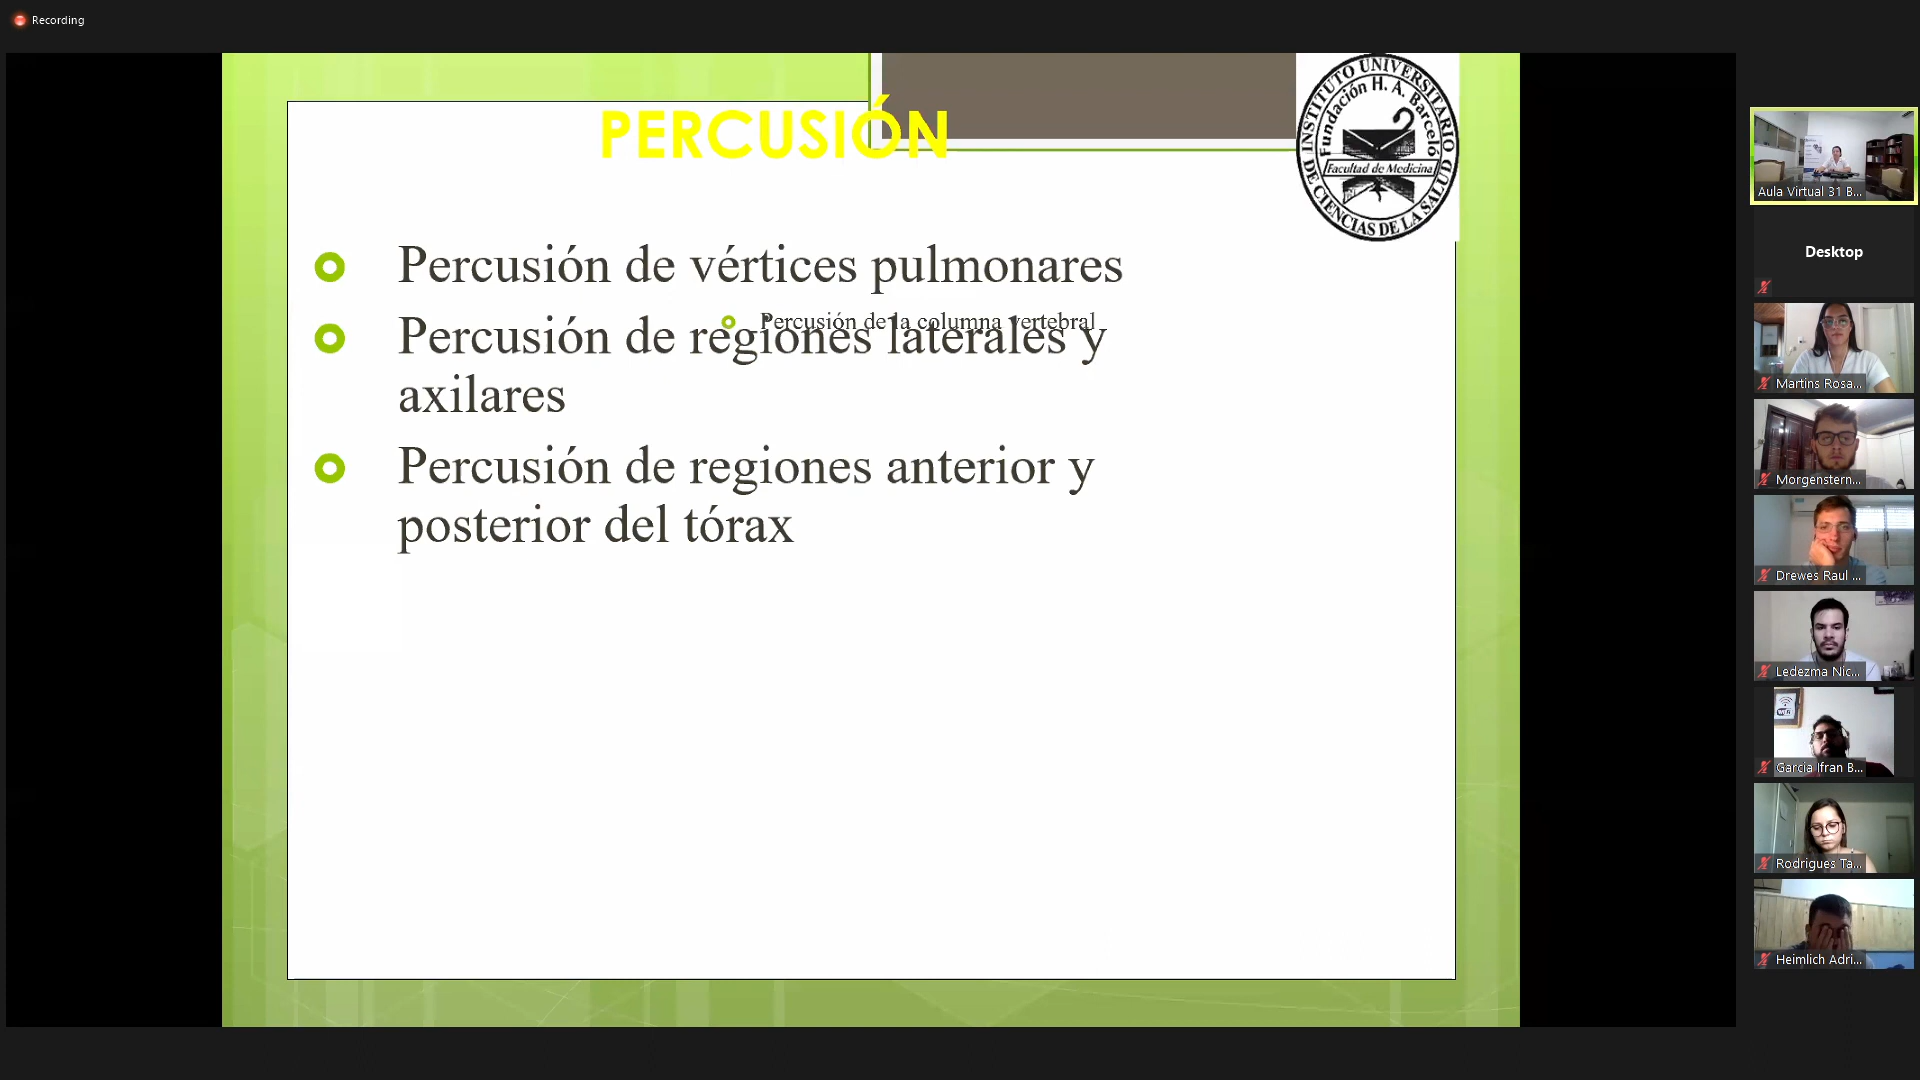 Recording
PERCUSIÓN
INSTITUTO UNIVERSITARIO
DE CIENCIAS DE LA SALUD
Fundación H. A. Barceló
Facultad de Medicina
Percusión de vértices pulmonares
Percusión de la columna vertebral
Percusión de regiones laterales y
axilares
Percusión de regiones anterior y
posterior del tórax
Aula Virtual 31 B...
Desktop
Martins Rosa...
Morgenstern...
Drewes Raul ...
Ledezma Nic...
Garcia Ifran B...
Rodrigues Ta...
Heimlich Adri...